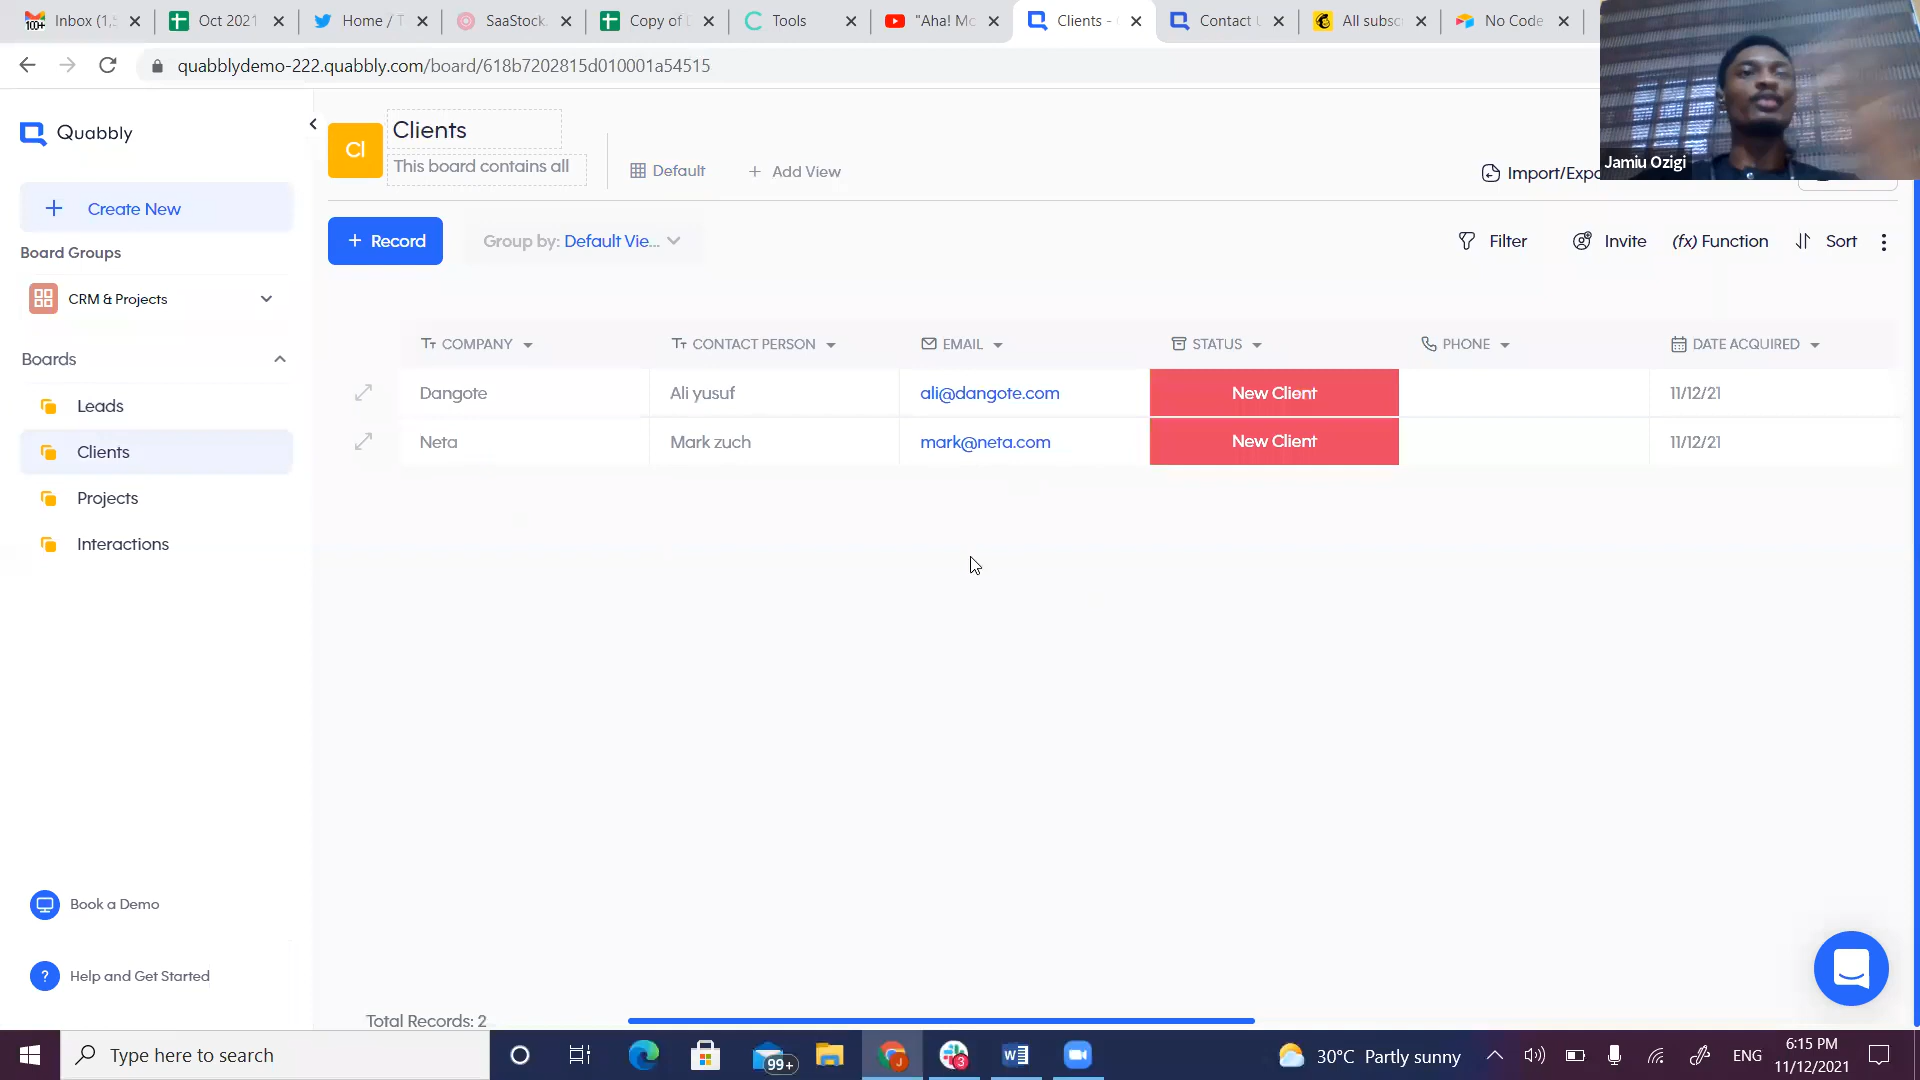 Inbox (1,
Oct 2021
Home / T
SaaStock
Copy of
Tools
"Aha! Mo
Clients -
Contact
All subsc
No Code
quabblydemo-222.quabbly.com/board/618b7202815d010001a54515
Jamiu Ozigi
Quabbly
Cl
Clients
This board contains all
Default
+ Add View
Import/Expo
+ Create New
+ Record
Group by: Default Vie...
Filter
Invite
(fx) Function
Sort
Board Groups
CRM & Projects
Boards
Leads
Clients
Projects
Interactions
COMPANY
CONTACT PERSON
EMAIL
STATUS
PHONE
DATE ACQUIRED
Dangote
Ali yusuf
ali@dangote.com
New Client
11/12/21
Neta
Mark zuch
mark@neta.com
New Client
11/12/21
Book a Demo
? Help and Get Started
Total Records: 2
Type here to search
99+
3
30°C Partly sunny
ENG
6:15 PM
11/12/2021